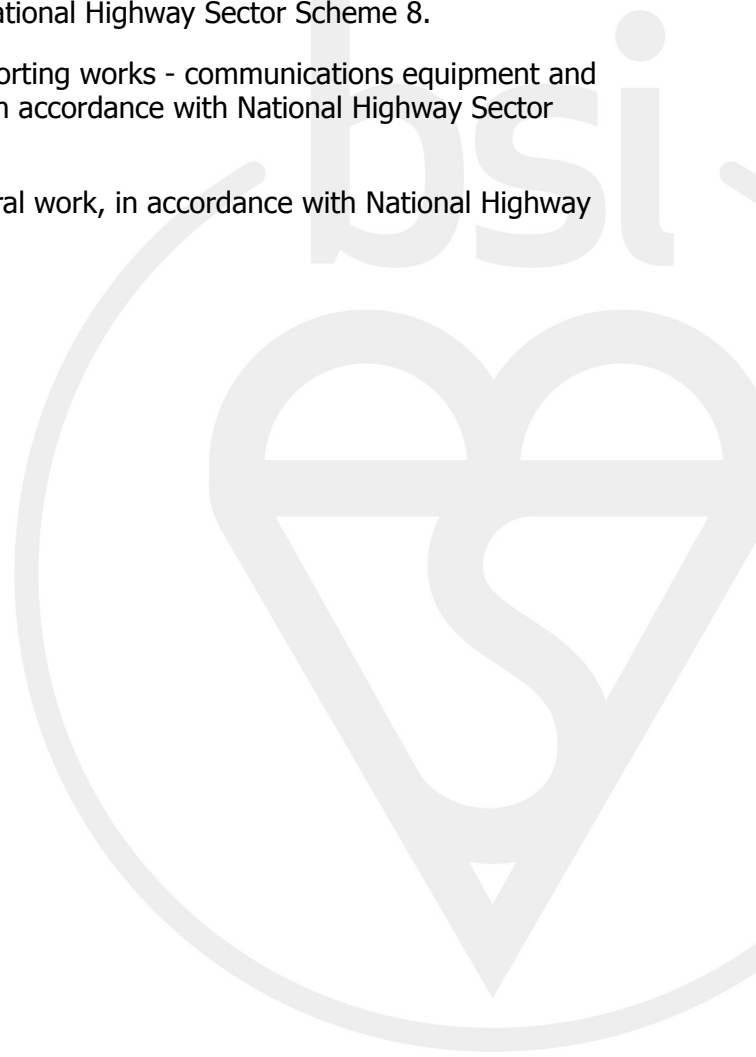 National Highway Sector Scheme 8.
orting works - communications equipment and
accordance with National Highway Sector
ral work, in accordance with National Highway
bsi